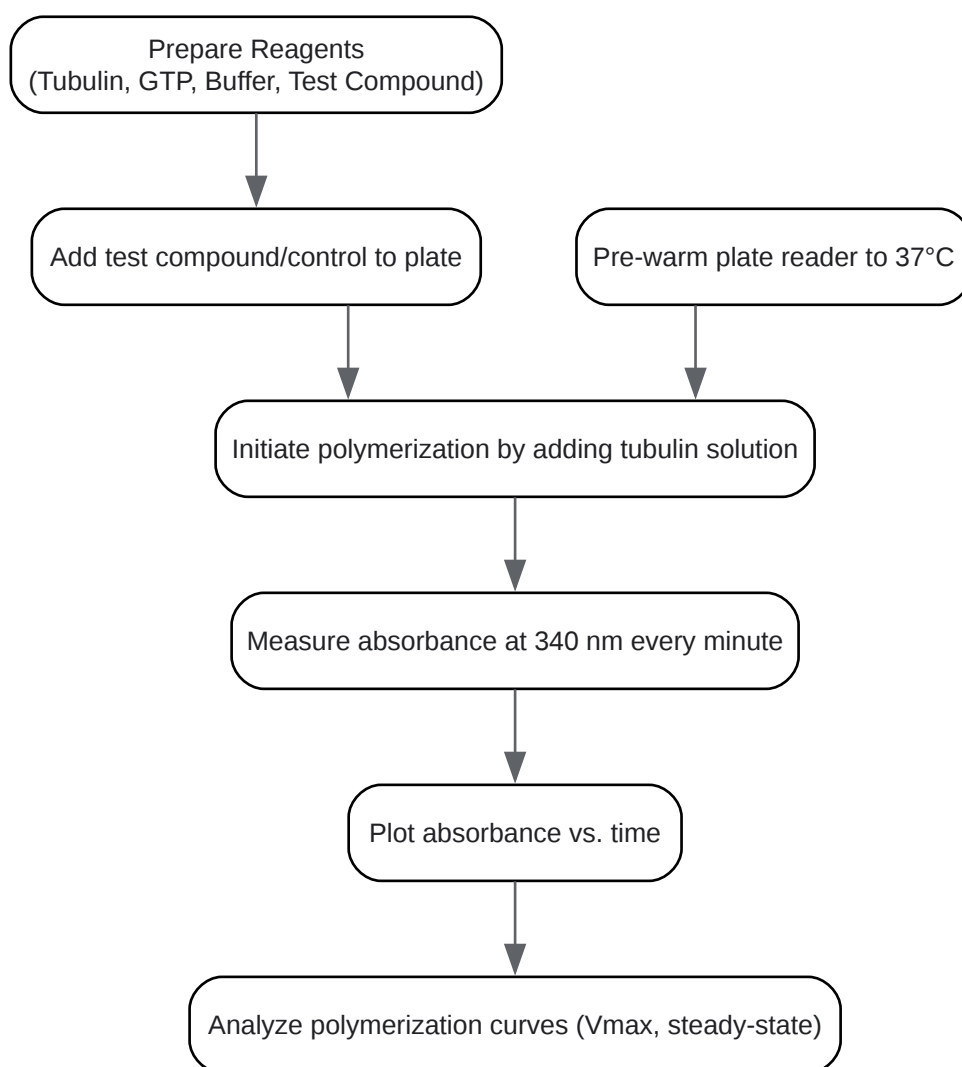 Prepare Reagents
(Tubulin, GTP, Buffer, Test Compound)
Add test compound/control to plate
Pre-warm plate reader to 37°C
Initiate polymerization by adding tubulin solution
Measure absorbance at 340 nm every minute
Plot absorbance vs. time
Analyze polymerization curves (Vmax, steady-state)